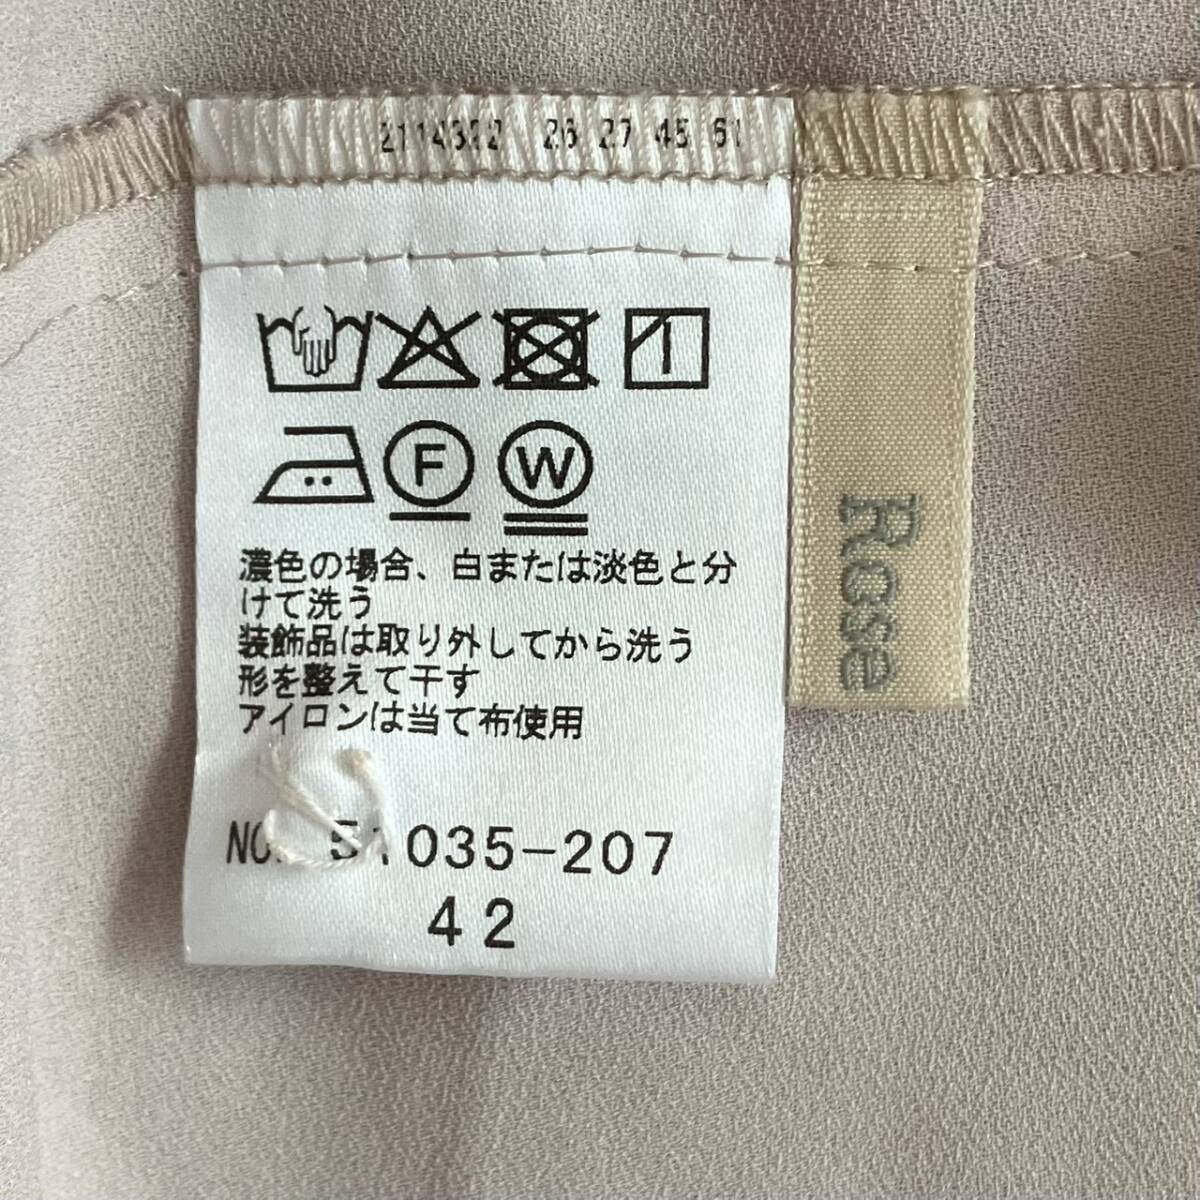 26 27 45 61
F W
濃色の場合、白または淡色と分
けて洗う
装飾品は取り外してから洗う
形を整えて干す
アイロンは当て布使用
51035-207
42
Rose